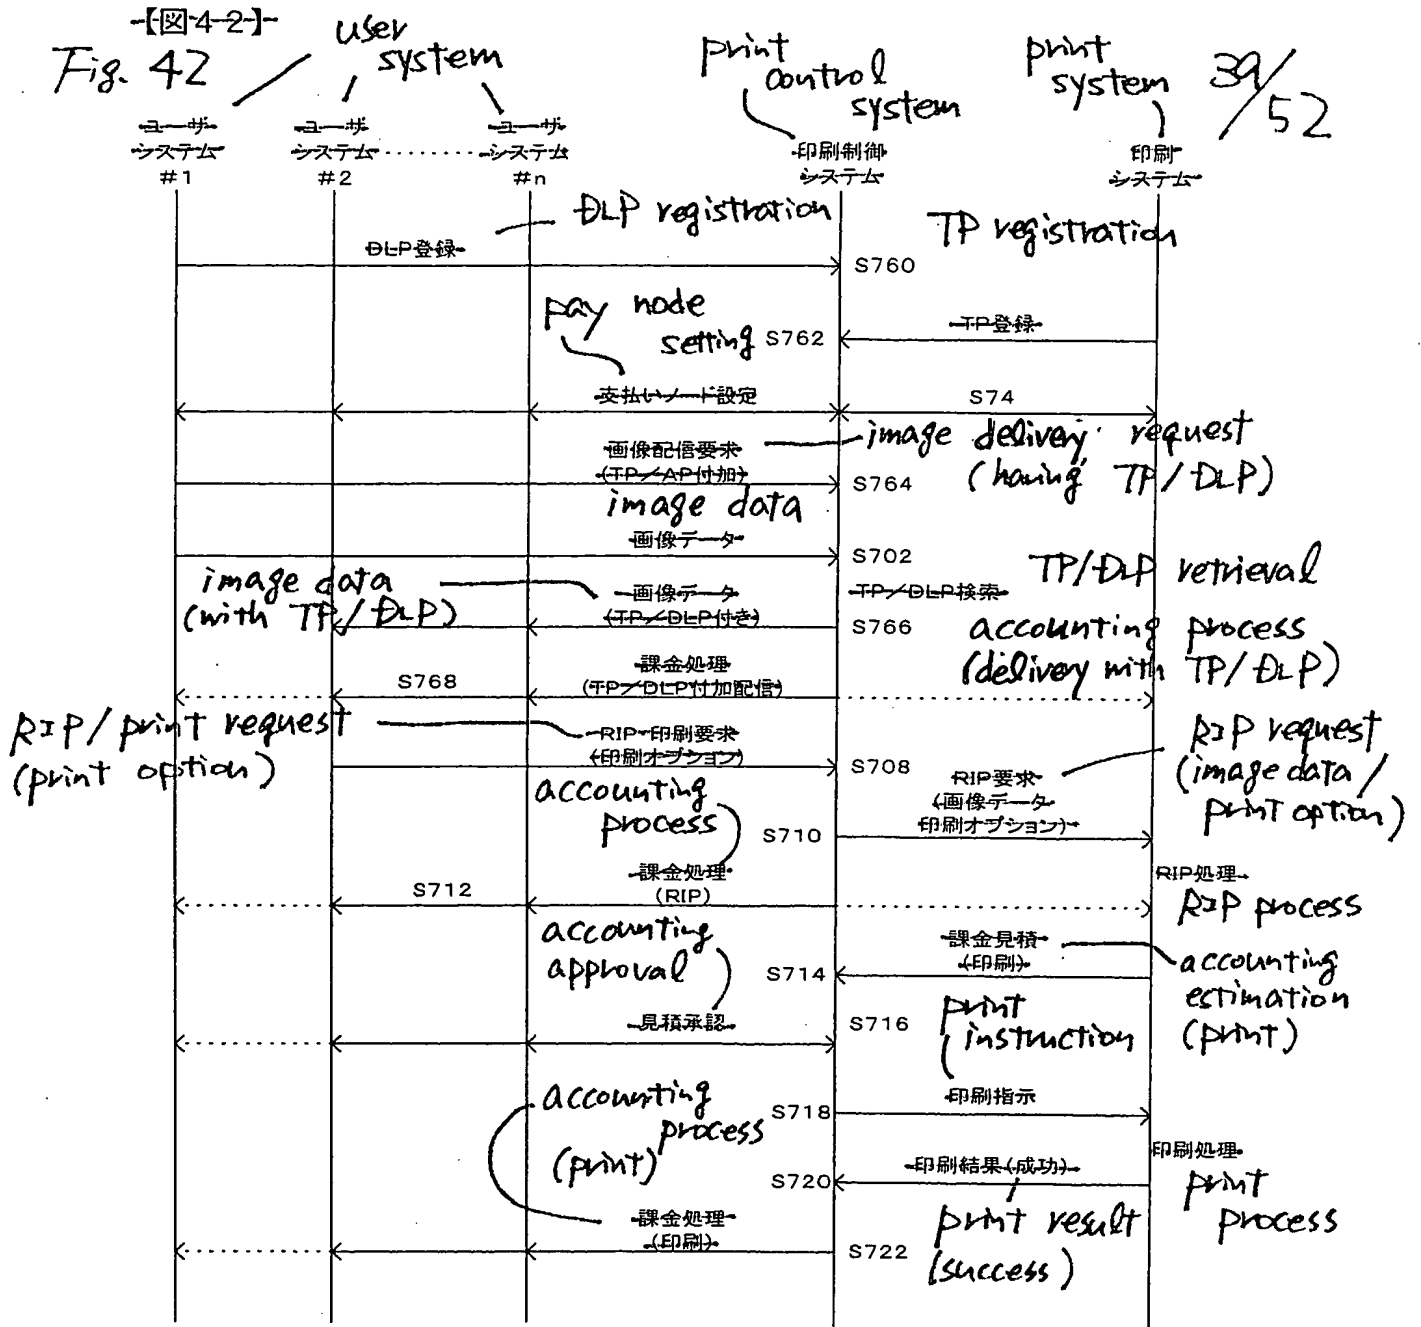 【図42】
Fig. 42
user
system
print
control
system
print
system
39/52
ユーザ
システム
#1
ユーザ
システム
#2
········
ユーザ
システム
#n
印刷制御
システム
印刷
システム
DLP registration
TP registration
DLP登録
S760
pay node
setting
S762
TP登録
支払いノード設定
S74
画像配信要求
(TP/AP付加)
image delivery request
(having TP/DLP)
S764
image data
画像データ
S702
TP/DLP retrieval
image data
(with TP/DLP)
画像データ
(TP/DLP付き)
TP/DLP検索
S766
accounting process
(delivery with TP/DLP)
課金処理
(TP/DLP付加配信)
S768
RIP/print request
(print option)
RIP・印刷要求
(印刷オプション)
S708
RIP request
(image data/
print option)
RIP要求
(画像データ
印刷オプション)
accounting
process
S710
課金処理
(RIP)
S712
RIP処理
RIP process
accounting
approval
課金見積
(印刷)
S714
accounting
estimation
(print)
見積承認
S716
print
instruction
印刷指示
accounting
process
(print)
S718
印刷処理
印刷結果(成功)
S720
print
process
print result
(success)
課金処理
(印刷)
S722